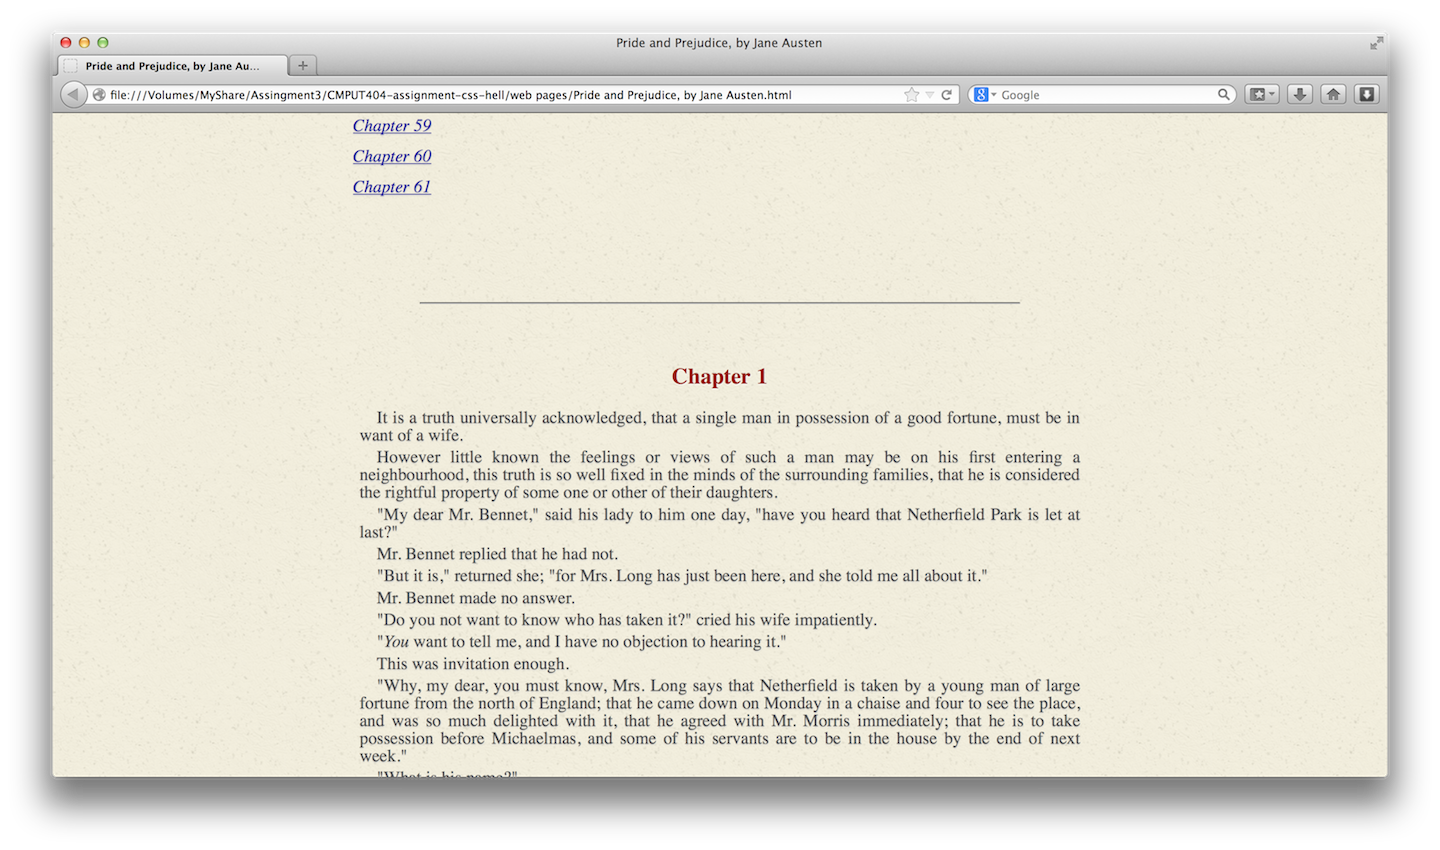 Pride and Prejudice, by Jane Austen
Pride and Prejudice, by Jane Au...
file:///Volumes/MyShare/Assingment3/CMPUT404-assignment-css-hell/web pages/Pride and Prejudice, by Jane Austen.html
8
Google
Chapter 59
Chapter 60
Chapter 61
Chapter 1
It is a truth universally acknowledged, that a single man in possession of a good fortune, must be in
want of a wife.
However little known the feelings or views of such a man may be on his first entering a
neighbourhood, this truth is so well fixed in the minds of the surrounding families, that he is considered
the rightful property of some one or other of their daughters.
"My dear Mr. Bennet," said his lady to him one day, "have you heard that Netherfield Park is let at
last?"
Mr. Bennet replied that he had not.
"But it is," returned she; "for Mrs. Long has just been here, and she told me all about it."
Mr. Bennet made no answer.
"Do you not want to know who has taken it?" cried his wife impatiently.
"You want to tell me, and I have no objection to hearing it."
This was invitation enough.
"Why, my dear, you must know, Mrs. Long says that Netherfield is taken by a young man of large
fortune from the north of England; that he came down on Monday in a chaise and four to see the place,
and was so much delighted with it, that he agreed with Mr. Morris immediately; that he is to take
possession before Michaelmas, and some of his servants are to be in the house by the end of next
week."
"What is his name?"